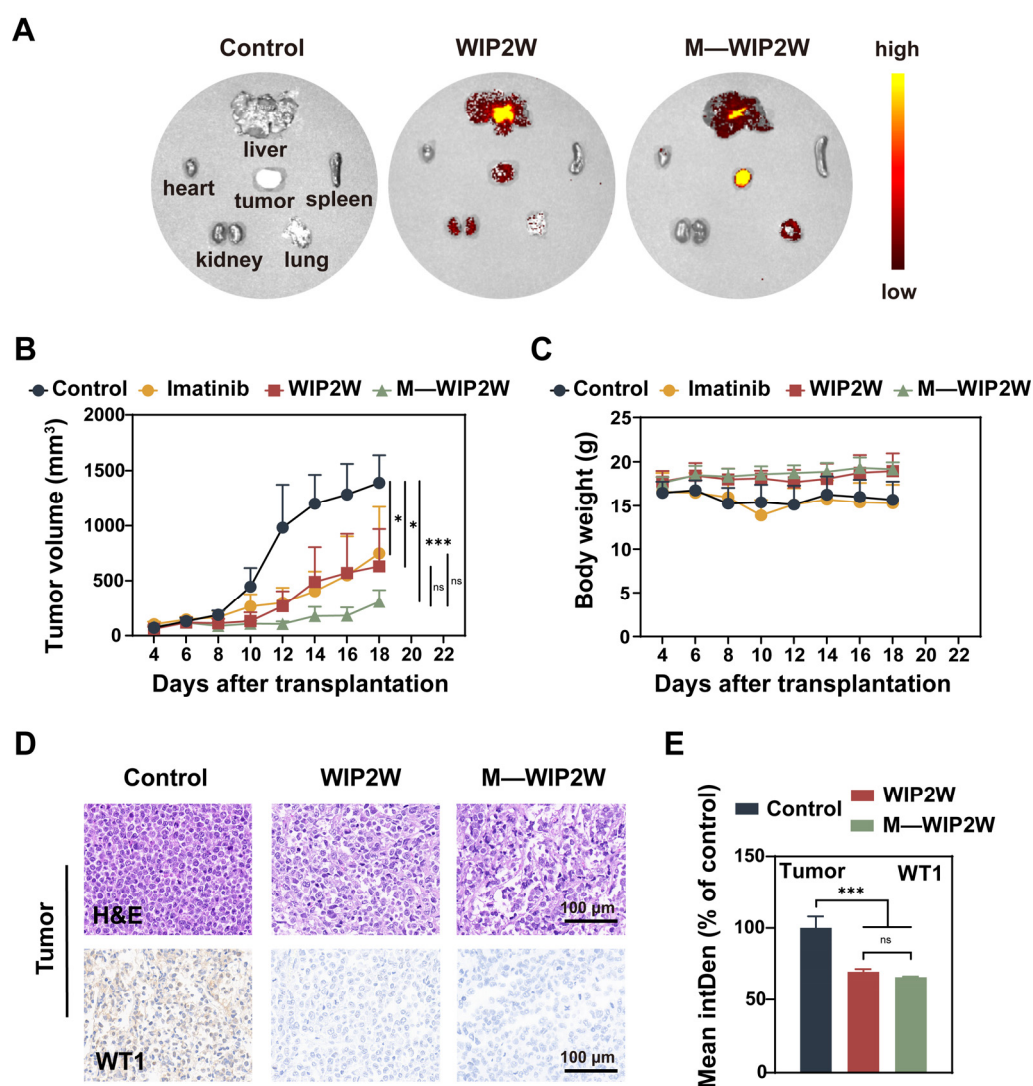 A
Control
WIP2W
M—WIP2W
high
low
liver
heart
tumor
spleen
kidney
lung
B
Control Imatinib WIP2W M—WIP2W
Tumor volume (mm³)
2000
1500
1000
500
0
4 6 8 10 12 14 16 18 20 22
Days after transplantation
*
*
***
ns
ns
C
Control Imatinib WIP2W M—WIP2W
Body weight (g)
25
20
15
10
5
0
4 6 8 10 12 14 16 18 20 22
Days after transplantation
D
Control WIP2W M—WIP2W
Tumor
H&E
100 µm
WT1
100 µm
E
Control
WIP2W
M—WIP2W
Mean intDen (% of control)
150
100
50
0
Tumor WT1
***
ns